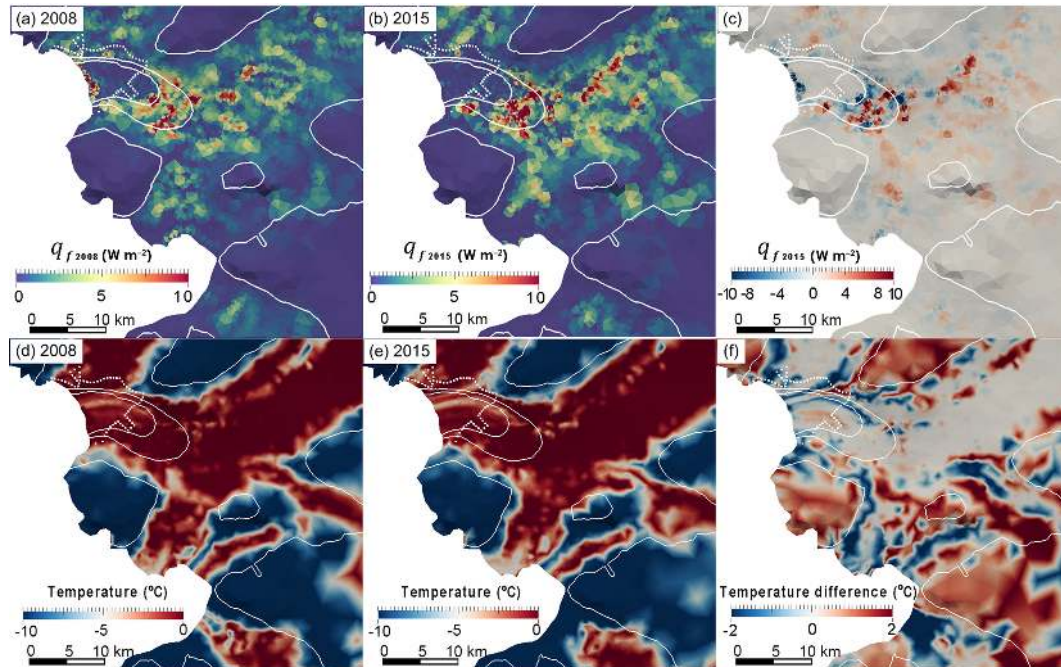 (a) 2008
(b) 2015
(c)
q f 2008 (W m⁻²)
0 5 10
0 5 10 km
q f 2015 (W m⁻²)
0 5 10
0 5 10 km
q f 2015 (W m⁻²)
-10 -8 -4 0 4 8 10
0 5 10 km
(d) 2008
(e) 2015
(f)
Temperature (ºC)
-10 -5 0
0 5 10 km
Temperature (ºC)
-10 -5 0
0 5 10 km
Temperature difference (ºC)
-2 0 2
0 5 10 km